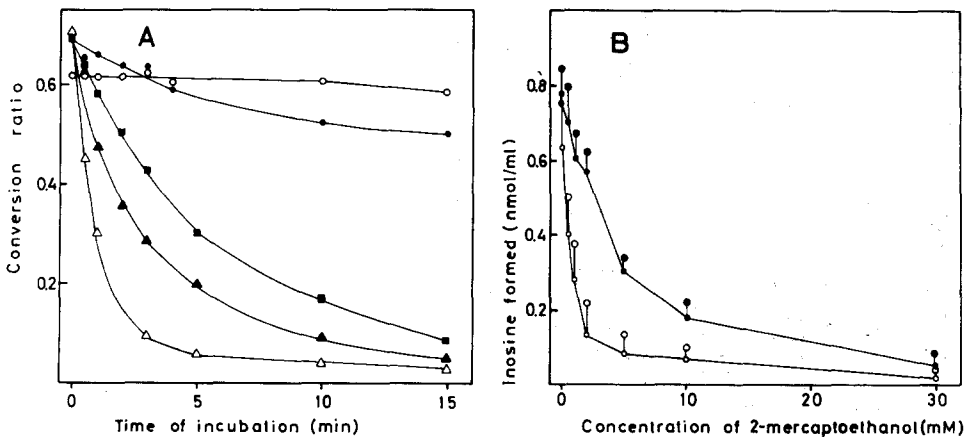 A
Conversion ratio
0.6
0.4
0.2
0
5
10
15
Time of incubation (min)
B
Inosine formed (nmol/ml)
0.8
0.6
0.4
0.2
0
10
20
30
Concentration of 2-mercaptoethanol(mM)